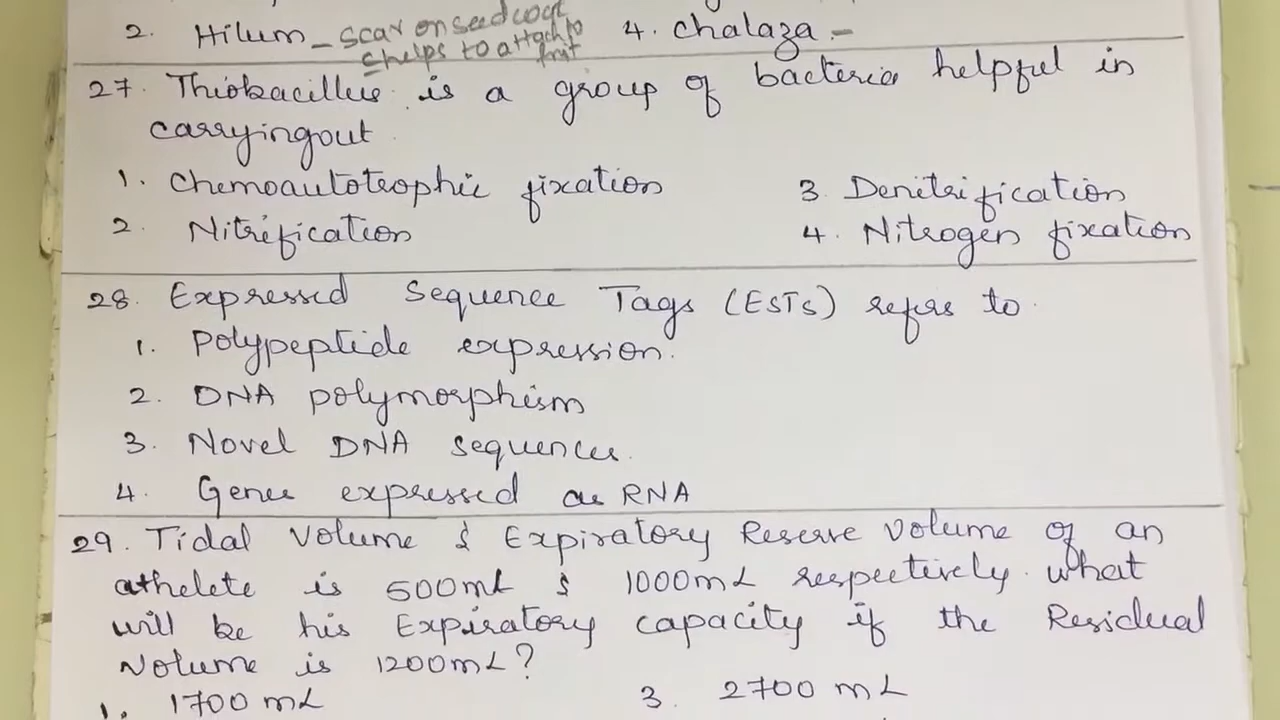 2. Hilum - scar on seed coat
& helps to attach to
fruit
4. Chalaza -
27. Thiobacillus is a group of bacteria helpful in
carryingout
1. Chemoautotrophic fixation
3. Denitrification
2. Nitrification
4. Nitrogen fixation
28. Expressed Sequence Tags (ESTs) refers to
1. Polypeptide expression.
2. DNA polymorphism
3. Novel DNA sequences.
4. Genes expressed as RNA
29. Tidal Volume & Expiratory Reserve Volume of an
athelete is 500mL & 1000mL respectively. what
will be his Expiratory capacity if the Residual
Volume is 1200mL?
1. 1700 mL
3. 2700 mL